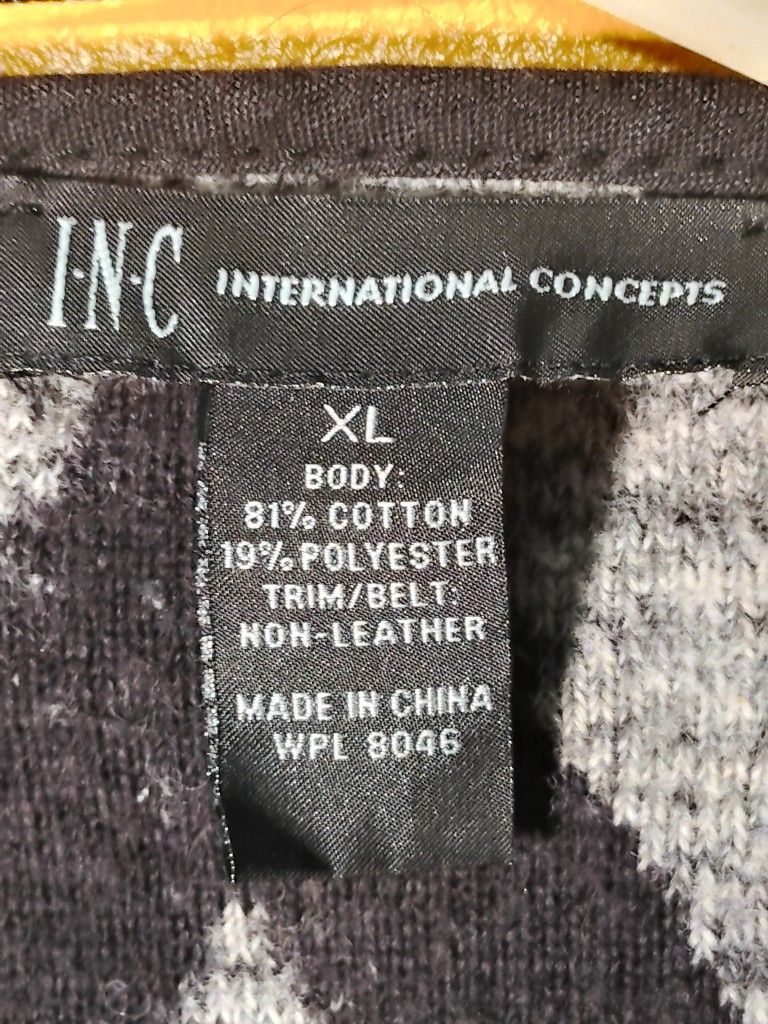 I·N·C INTERNATIONAL CONCEPTS
XL
BODY:
81% COTTON
19% POLYESTER
TRIM/BELT:
NON-LEATHER
MADE IN CHINA
WPL 8046